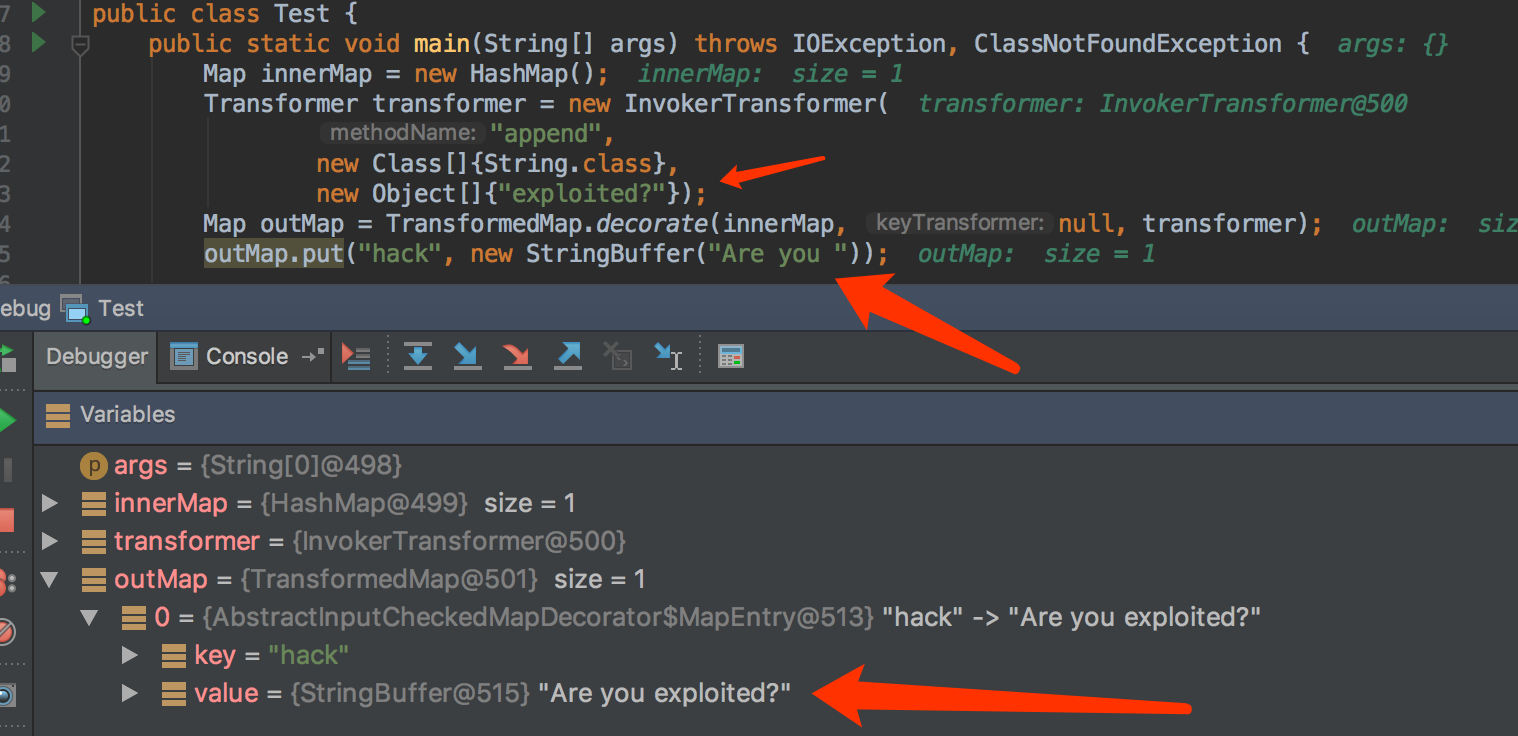 7 public class Test {
8 public static void main(String[] args) throws IOException, ClassNotFoundException { args: {}
9 Map innerMap = new HashMap(); innerMap: size = 1
0 Transformer transformer = new InvokerTransformer( transformer: InvokerTransformer@500
1 methodName: "append",
2 new Class[]{String.class},
3 new Object[]{"exploited?"});
4 Map outMap = TransformedMap.decorate(innerMap, keyTransformer: null, transformer); outMap: siz
5 outMap.put("hack", new StringBuffer("Are you ")); outMap: size = 1
ebug Test
Debugger Console
Variables
p args = {String[0]@498}
innerMap = {HashMap@499} size = 1
transformer = {InvokerTransformer@500}
outMap = {TransformedMap@501} size = 1
0 = {AbstractInputCheckedMapDecorator$MapEntry@513} "hack" -> "Are you exploited?"
key = "hack"
value = {StringBuffer@515} "Are you exploited?"